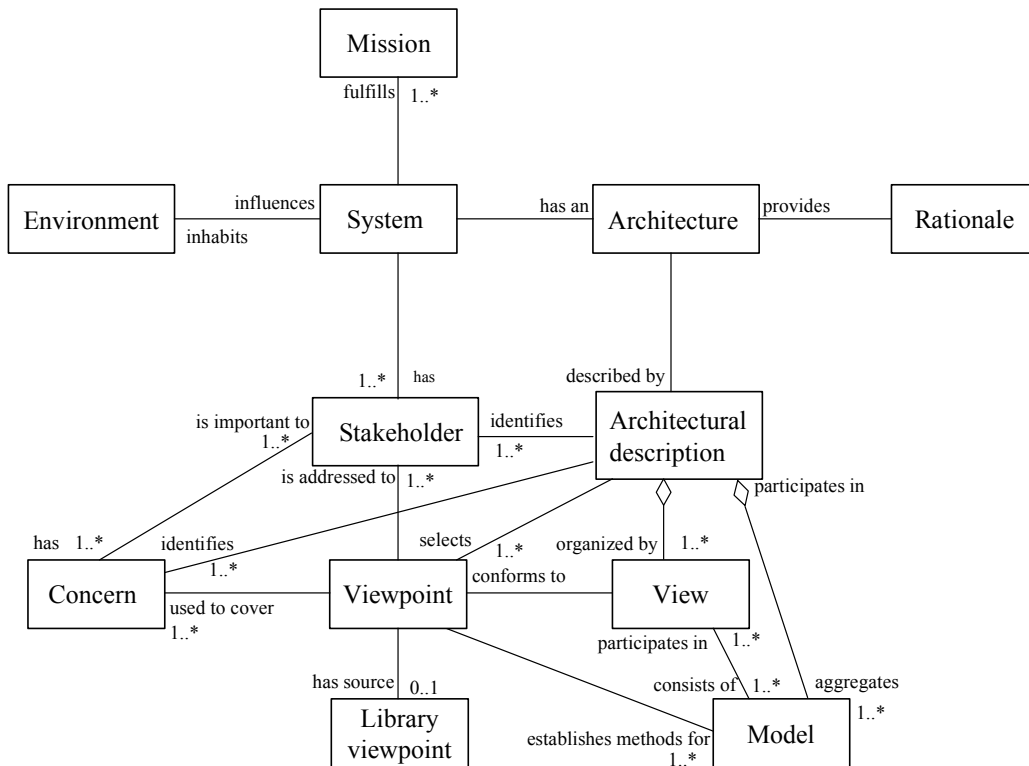 Mission
fulfills
1..*
Environment
influences
inhabits
System
has an
Architecture
provides
Rationale
1..*
has
described by
is important to
1..*
Stakeholder
identifies
1..*
Architectural
description
is addressed to
1..*
participates in
has
1..*
identifies
1..*
selects
1..*
organized by
1..*
Concern
used to cover
1..*
Viewpoint
conforms to
View
participates in
1..*
has source
0..1
consists of
1..*
aggregates
1..*
Library
viewpoint
establishes methods for
1..*
Model